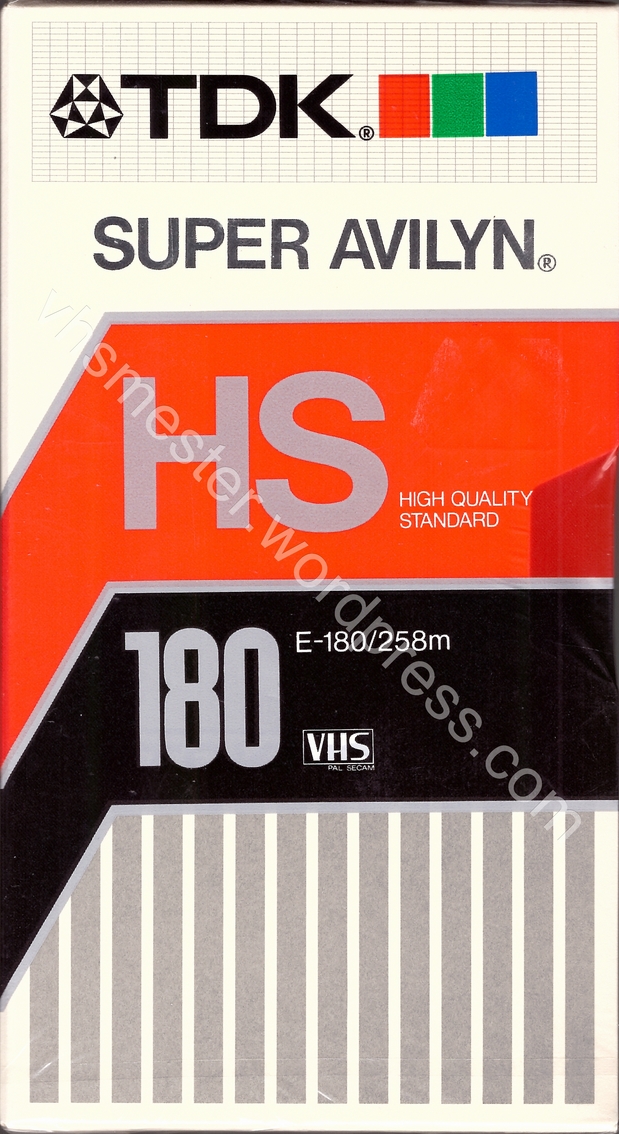 TDK®
SUPER AVILYN®
HS
HIGH QUALITY
STANDARD
180
E-180/258m
VHS
PAL SECAM
vhsmester.wordpress.com